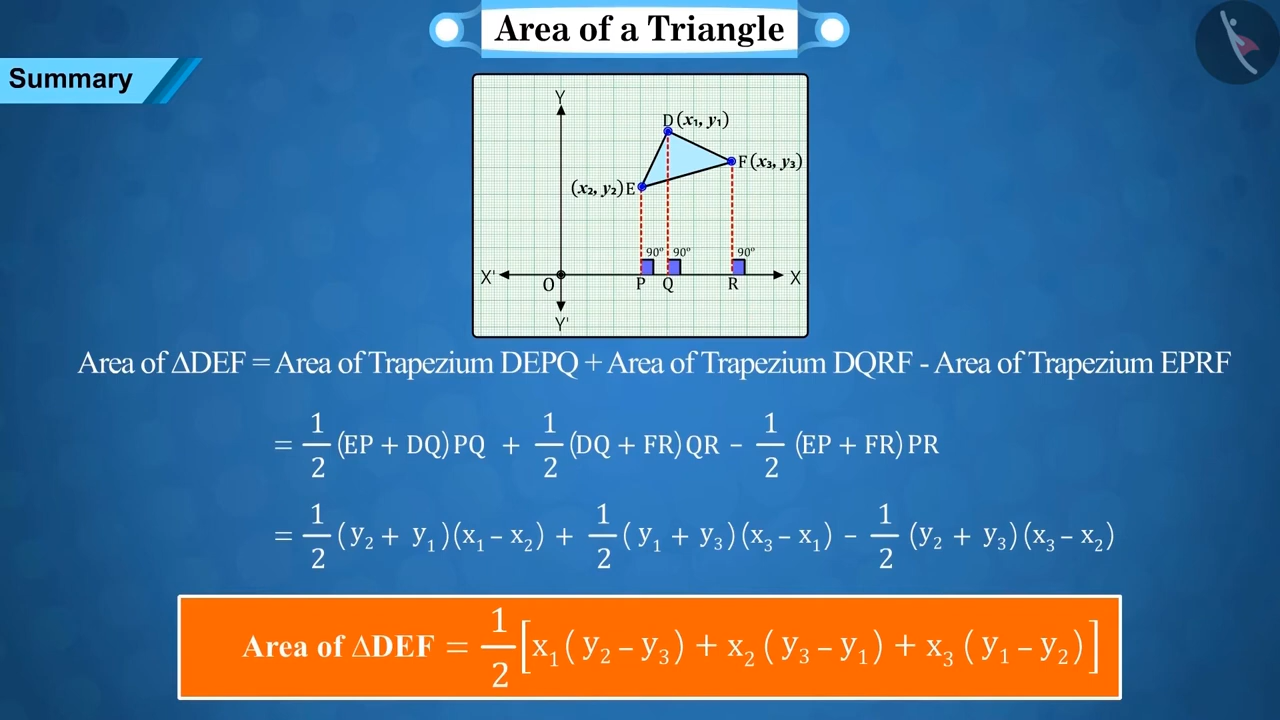 Area of a Triangle
Summary
Y
D (x₁, y₁)
F (x₃, y₃)
(x₂, y₂) E
90° 90° 90°
X' O P Q R X
Y'
Area of ΔDEF = Area of Trapezium DEPQ + Area of Trapezium DQRF - Area of Trapezium EPRF
= 1/2 (EP + DQ) PQ + 1/2 (DQ + FR) QR − 1/2 (EP + FR) PR
= 1/2 (y₂ + y₁)(x₁ − x₂) + 1/2 (y₁ + y₃)(x₃ − x₁) − 1/2 (y₂ + y₃)(x₃ − x₂)
Area of ΔDEF = 1/2 [x₁ (y₂ − y₃) + x₂ (y₃ − y₁) + x₃ (y₁ − y₂)]